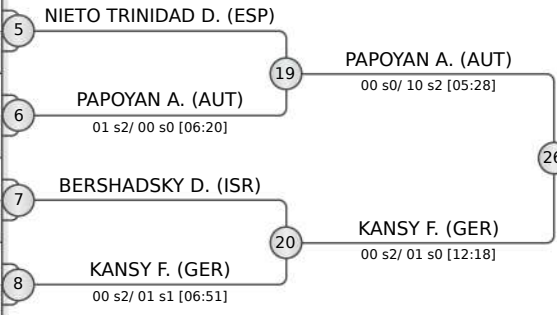 NIETO TRINIDAD D. (ESP)
5
19
PAPOYAN A. (AUT)
00 s0/ 10 s2 [05:28]
PAPOYAN A. (AUT)
6
01 s2/ 00 s0 [06:20]
26
BERSHADSKY D. (ISR)
7
20
KANSY F. (GER)
00 s2/ 01 s0 [12:18]
KANSY F. (GER)
8
00 s2/ 01 s1 [06:51]